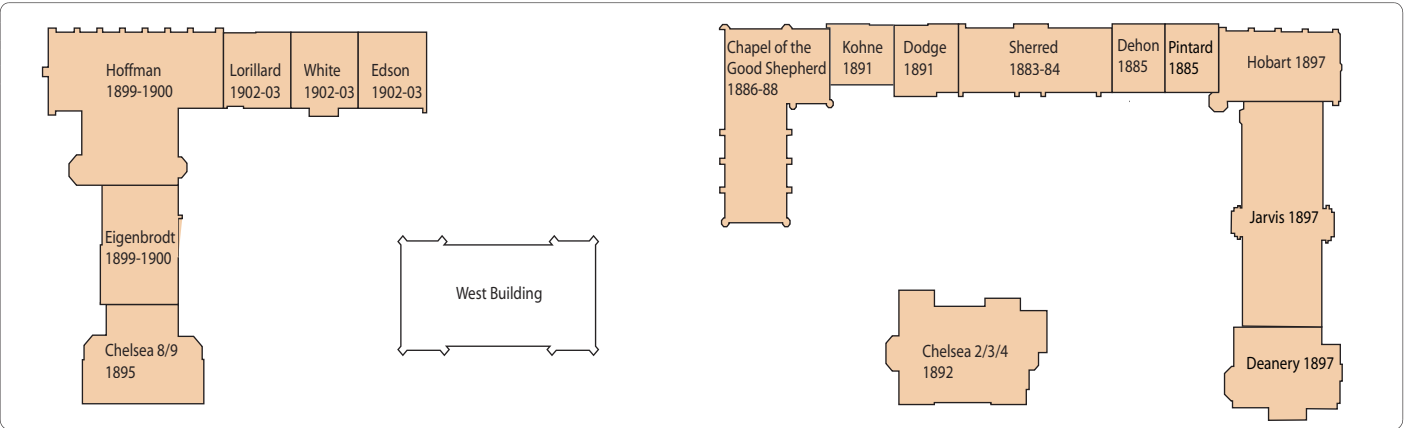 Hoffman
1899-1900
Lorillard
1902-03
White
1902-03
Edson
1902-03
Eigenbrodt
1899-1900
Chelsea 8/9
1895
West Building
Chapel of the
Good Shepherd
1886-88
Kohne
1891
Dodge
1891
Sherred
1883-84
Dehon
1885
Pintard
1885
Hobart 1897
Jarvis 1897
Chelsea 2/3/4
1892
Deanery 1897